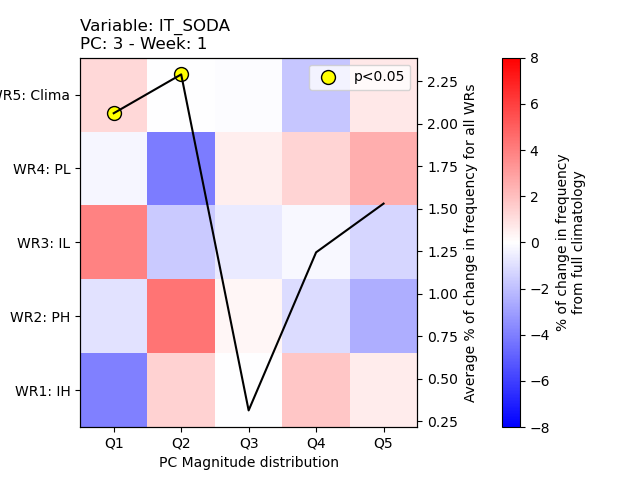 Variable: IT_SODA
PC: 3 - Week: 1
p<0.05
WR5: Clima
WR4: PL
WR3: IL
WR2: PH
WR1: IH
Q1 Q2 Q3 Q4 Q5
PC Magnitude distribution
2.25
2.00
1.75
1.50
1.25
1.00
0.75
0.50
0.25
Average % of change in frequency for all WRs
8
6
4
2
0
−2
−4
−6
−8
% of change in frequency
from full climatology